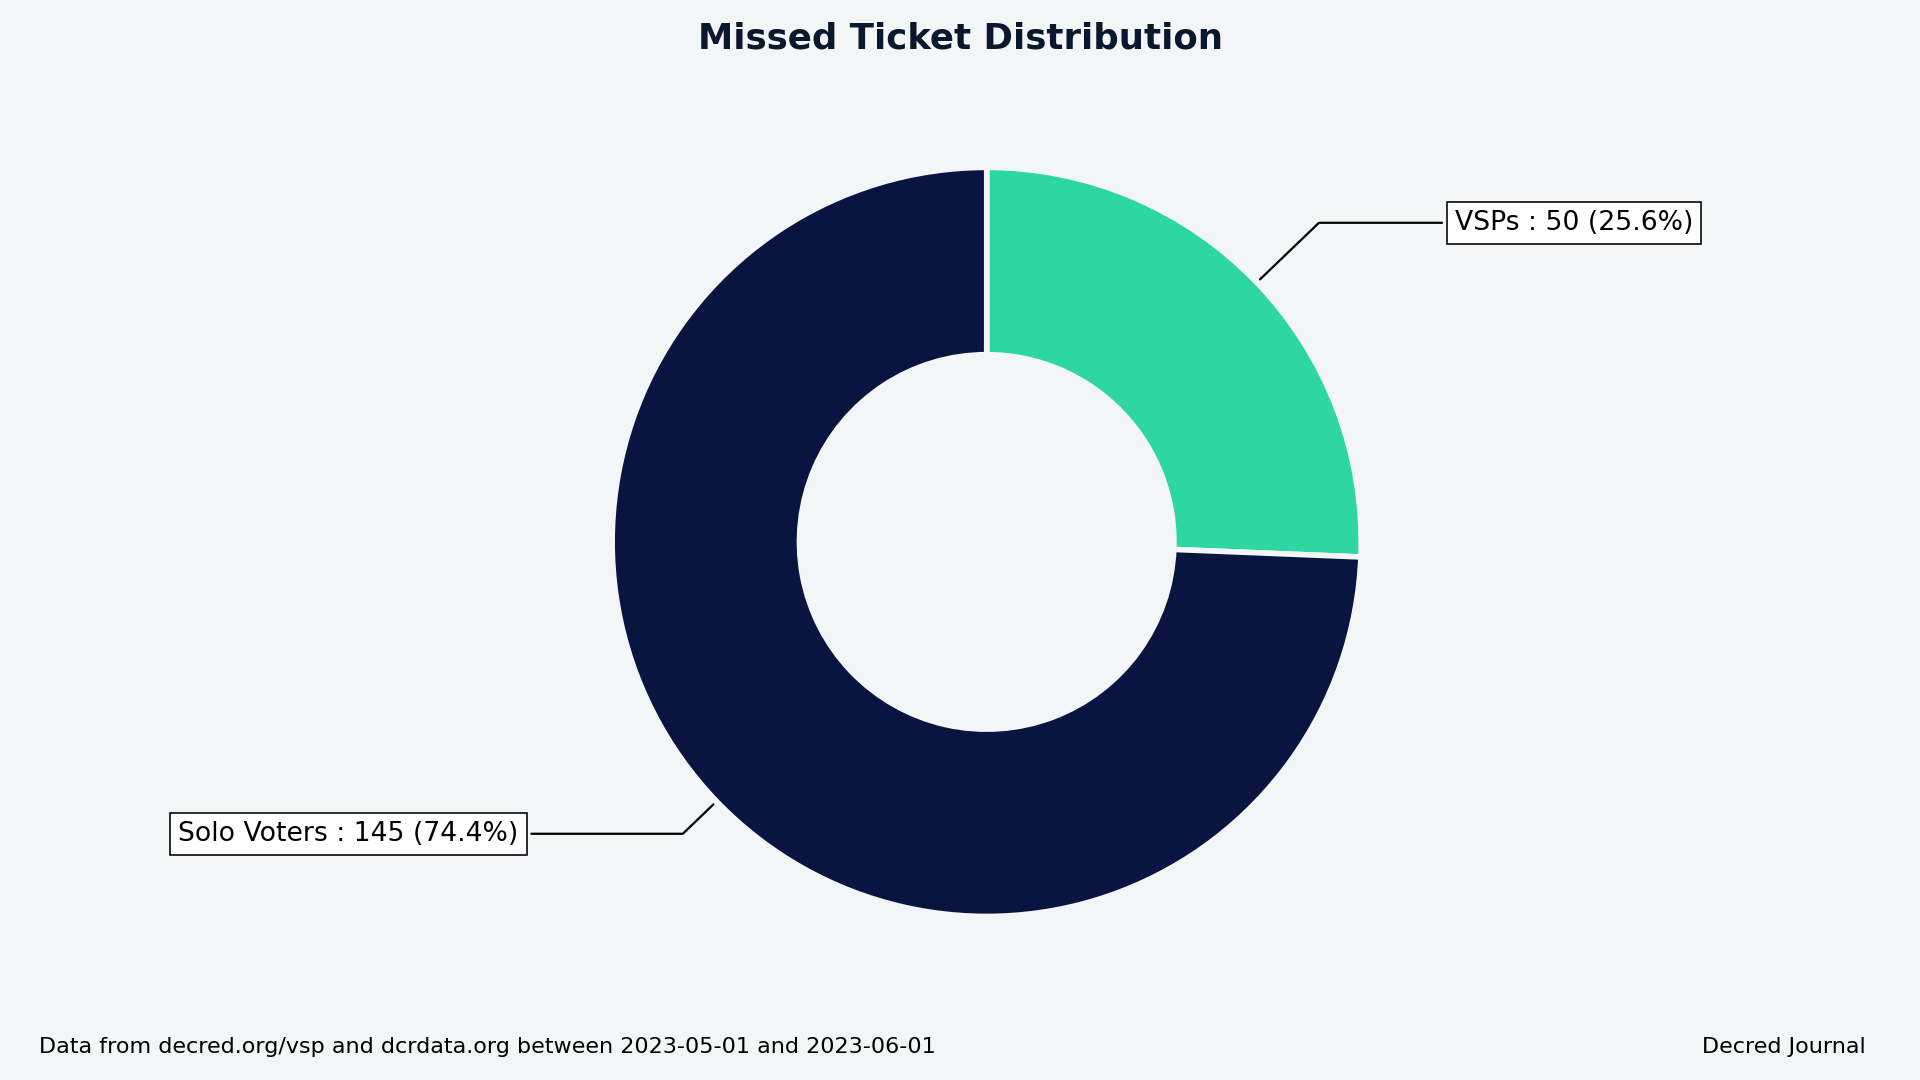 Missed Ticket Distribution
VSPs : 50 (25.6%)
Solo Voters : 145 (74.4%)
Data from decred.org/vsp and dcrdata.org between 2023-05-01 and 2023-06-01
Decred Journal